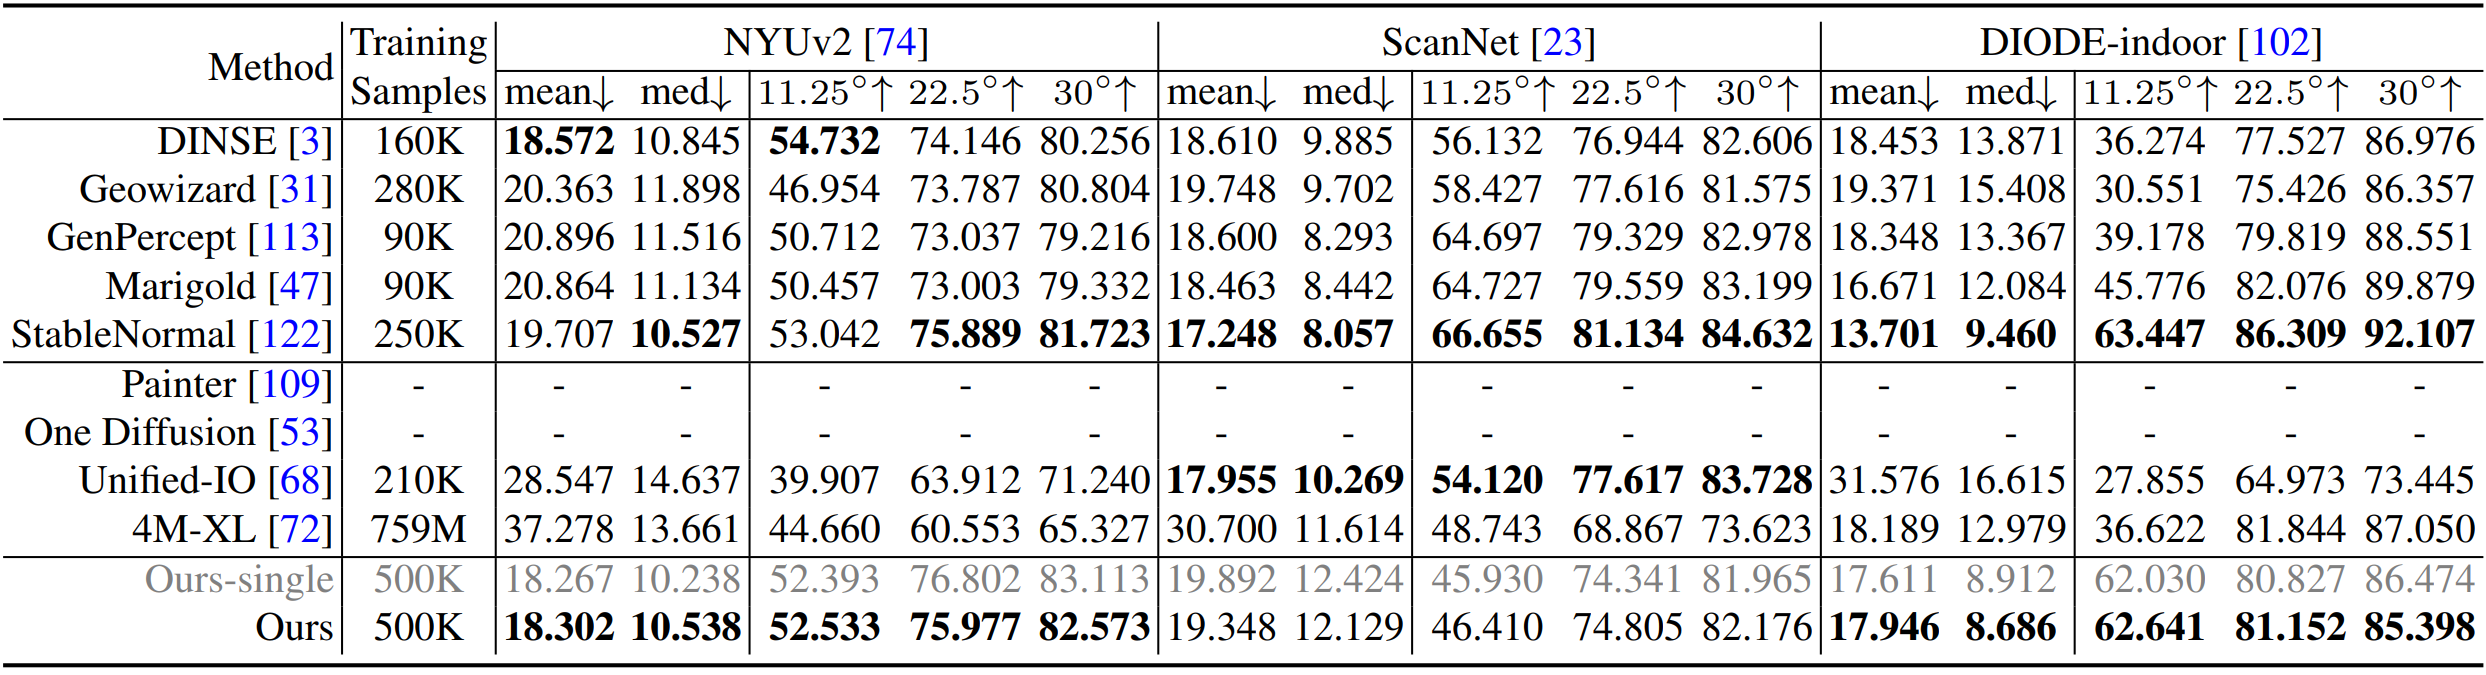 Method Training Samples NYUv2 [74] ScanNet [23] DIODE-indoor [102]
mean↓ med↓ 11.25°↑ 22.5°↑ 30°↑ mean↓ med↓ 11.25°↑ 22.5°↑ 30°↑ mean↓ med↓ 11.25°↑ 22.5°↑ 30°↑
DINSE [3] 160K 18.572 10.845 54.732 74.146 80.256 18.610 9.885 56.132 76.944 82.606 18.453 13.871 36.274 77.527 86.976
Geowizard [31] 280K 20.363 11.898 46.954 73.787 80.804 19.748 9.702 58.427 77.616 81.575 19.371 15.408 30.551 75.426 86.357
GenPercept [113] 90K 20.896 11.516 50.712 73.037 79.216 18.600 8.293 64.697 79.329 82.978 18.348 13.367 39.178 79.819 88.551
Marigold [47] 90K 20.864 11.134 50.457 73.003 79.332 18.463 8.442 64.727 79.559 83.199 16.671 12.084 45.776 82.076 89.879
StableNormal [122] 250K 19.707 10.527 53.042 75.889 81.723 17.248 8.057 66.655 81.134 84.632 13.701 9.460 63.447 86.309 92.107
Painter [109] - - - - - - - - - - - - - - - -
One Diffusion [53] - - - - - - - - - - - - - - - -
Unified-IO [68] 210K 28.547 14.637 39.907 63.912 71.240 17.955 10.269 54.120 77.617 83.728 31.576 16.615 27.855 64.973 73.445
4M-XL [72] 759M 37.278 13.661 44.660 60.553 65.327 30.700 11.614 48.743 68.867 73.623 18.189 12.979 36.622 81.844 87.050
Ours-single 500K 18.267 10.238 52.393 76.802 83.113 19.892 12.424 45.930 74.341 81.965 17.611 8.912 62.030 80.827 86.474
Ours 500K 18.302 10.538 52.533 75.977 82.573 19.348 12.129 46.410 74.805 82.176 17.946 8.686 62.641 81.152 85.398